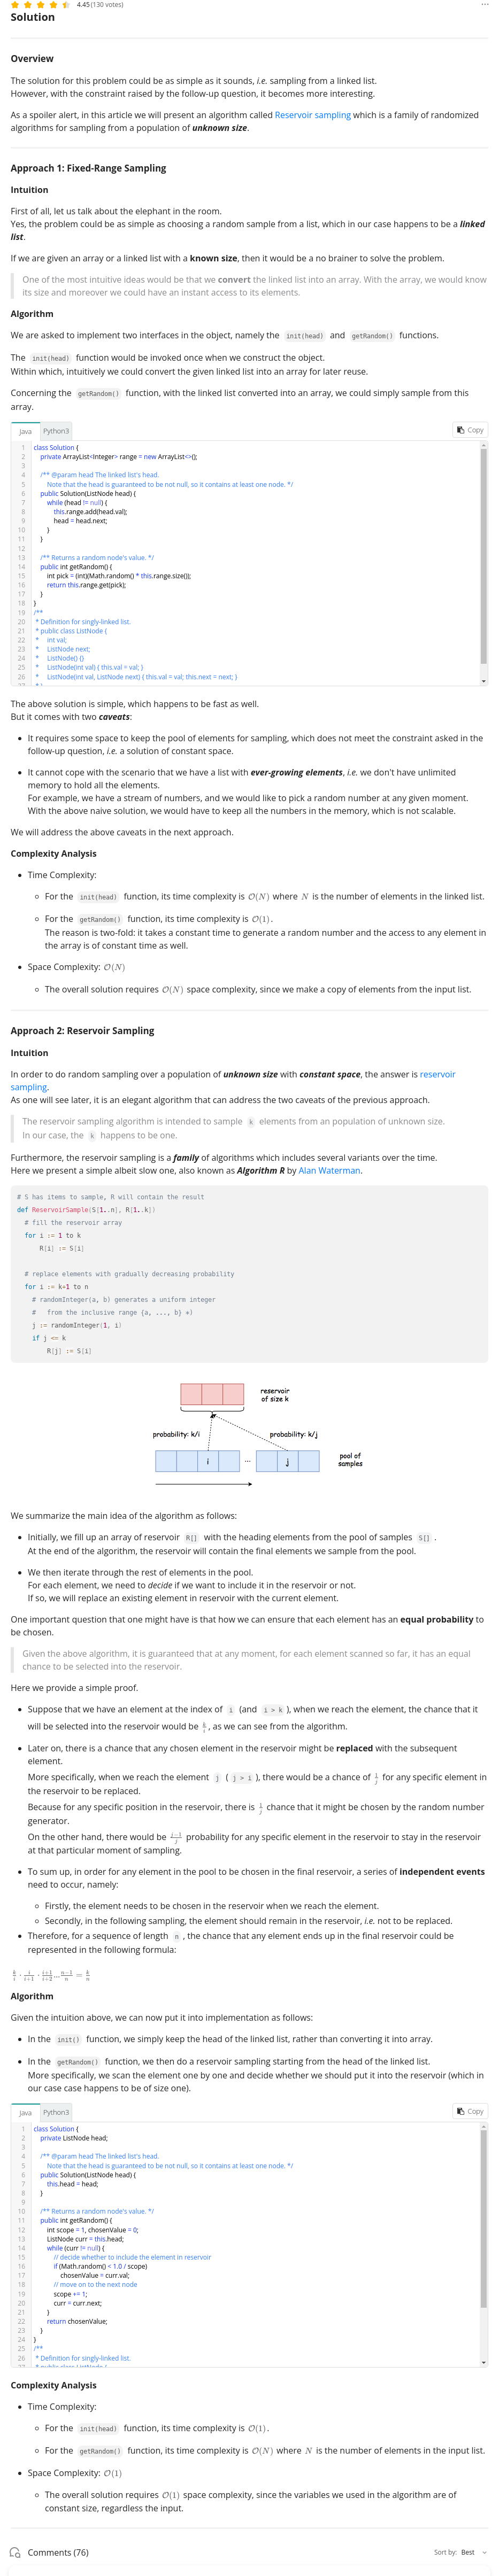 4.45 (130 votes)
Solution
Overview
The solution for this problem could be as simple as it sounds, i.e. sampling from a linked list.
However, with the constraint raised by the follow-up question, it becomes more interesting.
As a spoiler alert, in this article we will present an algorithm called Reservoir sampling which is a family of randomized
algorithms for sampling from a population of unknown size.
Approach 1: Fixed-Range Sampling
Intuition
First of all, let us talk about the elephant in the room.
Yes, the problem could be as simple as choosing a random sample from a list, which in our case happens to be a linked
list.
If we are given an array or a linked list with a known size, then it would be a no brainer to solve the problem.
One of the most intuitive ideas would be that we convert the linked list into an array. With the array, we would know
its size and moreover we could have an instant access to its elements.
Algorithm
We are asked to implement two interfaces in the object, namely the init(head) and getRandom() functions.
The init(head) function would be invoked once when we construct the object.
Within which, intuitively we could convert the given linked list into an array for later reuse.
Concerning the getRandom() function, with the linked list converted into an array, we could simply sample from this
array.
Java Python3 Copy
1 class Solution {
2 private ArrayList<Integer> range = new ArrayList<>();
3
4 /** @param head The linked list's head.
5 Note that the head is guaranteed to be not null, so it contains at least one node. */
6 public Solution(ListNode head) {
7 while (head != null) {
8 this.range.add(head.val);
9 head = head.next;
10 }
11 }
12
13 /** Returns a random node's value. */
14 public int getRandom() {
15 int pick = (int)(Math.random() * this.range.size());
16 return this.range.get(pick);
17 }
18 }
19 /**
20 * Definition for singly-linked list.
21 * public class ListNode {
22 * int val;
23 * ListNode next;
24 * ListNode() {}
25 * ListNode(int val) { this.val = val; }
26 * ListNode(int val, ListNode next) { this.val = val; this.next = next; }
27 * }
The above solution is simple, which happens to be fast as well.
But it comes with two caveats:
• It requires some space to keep the pool of elements for sampling, which does not meet the constraint asked in the
follow-up question, i.e. a solution of constant space.
• It cannot cope with the scenario that we have a list with ever-growing elements, i.e. we don't have unlimited
memory to hold all the elements.
For example, we have a stream of numbers, and we would like to pick a random number at any given moment.
With the above naive solution, we would have to keep all the numbers in the memory, which is not scalable.
We will address the above caveats in the next approach.
Complexity Analysis
• Time Complexity:
◦ For the init(head) function, its time complexity is O(N) where N is the number of elements in the linked list.
◦ For the getRandom() function, its time complexity is O(1).
The reason is two-fold: it takes a constant time to generate a random number and the access to any element in
the array is of constant time as well.
• Space Complexity: O(N)
◦ The overall solution requires O(N) space complexity, since we make a copy of elements from the input list.
Approach 2: Reservoir Sampling
Intuition
In order to do random sampling over a population of unknown size with constant space, the answer is reservoir
sampling.
As one will see later, it is an elegant algorithm that can address the two caveats of the previous approach.
The reservoir sampling algorithm is intended to sample k elements from an population of unknown size.
In our case, the k happens to be one.
Furthermore, the reservoir sampling is a family of algorithms which includes several variants over the time.
Here we present a simple albeit slow one, also known as Algorithm R by Alan Waterman.
# S has items to sample, R will contain the result
def ReservoirSample(S[1..n], R[1..k])
# fill the reservoir array
for i := 1 to k
R[i] := S[i]
# replace elements with gradually decreasing probability
for i := k+1 to n
# randomInteger(a, b) generates a uniform integer
# from the inclusive range {a, ..., b} *)
j := randomInteger(1, i)
if j <= k
R[j] := S[i]
reservoir
of size k
probability: k/i probability: k/j
i ... j
pool of
samples
We summarize the main idea of the algorithm as follows:
• Initially, we fill up an array of reservoir R[] with the heading elements from the pool of samples S[] .
At the end of the algorithm, the reservoir will contain the final elements we sample from the pool.
• We then iterate through the rest of elements in the pool.
For each element, we need to decide if we want to include it in the reservoir or not.
If so, we will replace an existing element in reservoir with the current element.
One important question that one might have is that how we can ensure that each element has an equal probability to
be chosen.
Given the above algorithm, it is guaranteed that at any moment, for each element scanned so far, it has an equal
chance to be selected into the reservoir.
Here we provide a simple proof.
• Suppose that we have an element at the index of i (and i > k ), when we reach the element, the chance that it
will be selected into the reservoir would be k/i, as we can see from the algorithm.
• Later on, there is a chance that any chosen element in the reservoir might be replaced with the subsequent
element.
More specifically, when we reach the element j ( j > i ), there would be a chance of 1/j for any specific element in
the reservoir to be replaced.
Because for any specific position in the reservoir, there is 1/j chance that it might be chosen by the random number
generator.
On the other hand, there would be j−1/j probability for any specific element in the reservoir to stay in the reservoir
at that particular moment of sampling.
• To sum up, in order for any element in the pool to be chosen in the final reservoir, a series of independent events
need to occur, namely:
◦ Firstly, the element needs to be chosen in the reservoir when we reach the element.
◦ Secondly, in the following sampling, the element should remain in the reservoir, i.e. not to be replaced.
• Therefore, for a sequence of length n , the chance that any element ends up in the final reservoir could be
represented in the following formula:
k/i · i/i+1 · i+1/i+2 ... n−1/n = k/n
Algorithm
Given the intuition above, we can now put it into implementation as follows:
• In the init() function, we simply keep the head of the linked list, rather than converting it into array.
• In the getRandom() function, we then do a reservoir sampling starting from the head of the linked list.
More specifically, we scan the element one by one and decide whether we should put it into the reservoir (which in
our case case happens to be of size one).
Java Python3 Copy
1 class Solution {
2 private ListNode head;
3
4 /** @param head The linked list's head.
5 Note that the head is guaranteed to be not null, so it contains at least one node. */
6 public Solution(ListNode head) {
7 this.head = head;
8 }
9
10 /** Returns a random node's value. */
11 public int getRandom() {
12 int scope = 1, chosenValue = 0;
13 ListNode curr = this.head;
14 while (curr != null) {
15 // decide whether to include the element in reservoir
16 if (Math.random() < 1.0 / scope)
17 chosenValue = curr.val;
18 // move on to the next node
19 scope += 1;
20 curr = curr.next;
21 }
22 return chosenValue;
23 }
24 }
25 /**
26 * Definition for singly-linked list.
27 * public class ListNode {
Complexity Analysis
• Time Complexity:
◦ For the init(head) function, its time complexity is O(1).
◦ For the getRandom() function, its time complexity is O(N) where N is the number of elements in the input list.
• Space Complexity: O(1)
◦ The overall solution requires O(1) space complexity, since the variables we used in the algorithm are of
constant size, regardless the input.
Comments (76) Sort by: Best